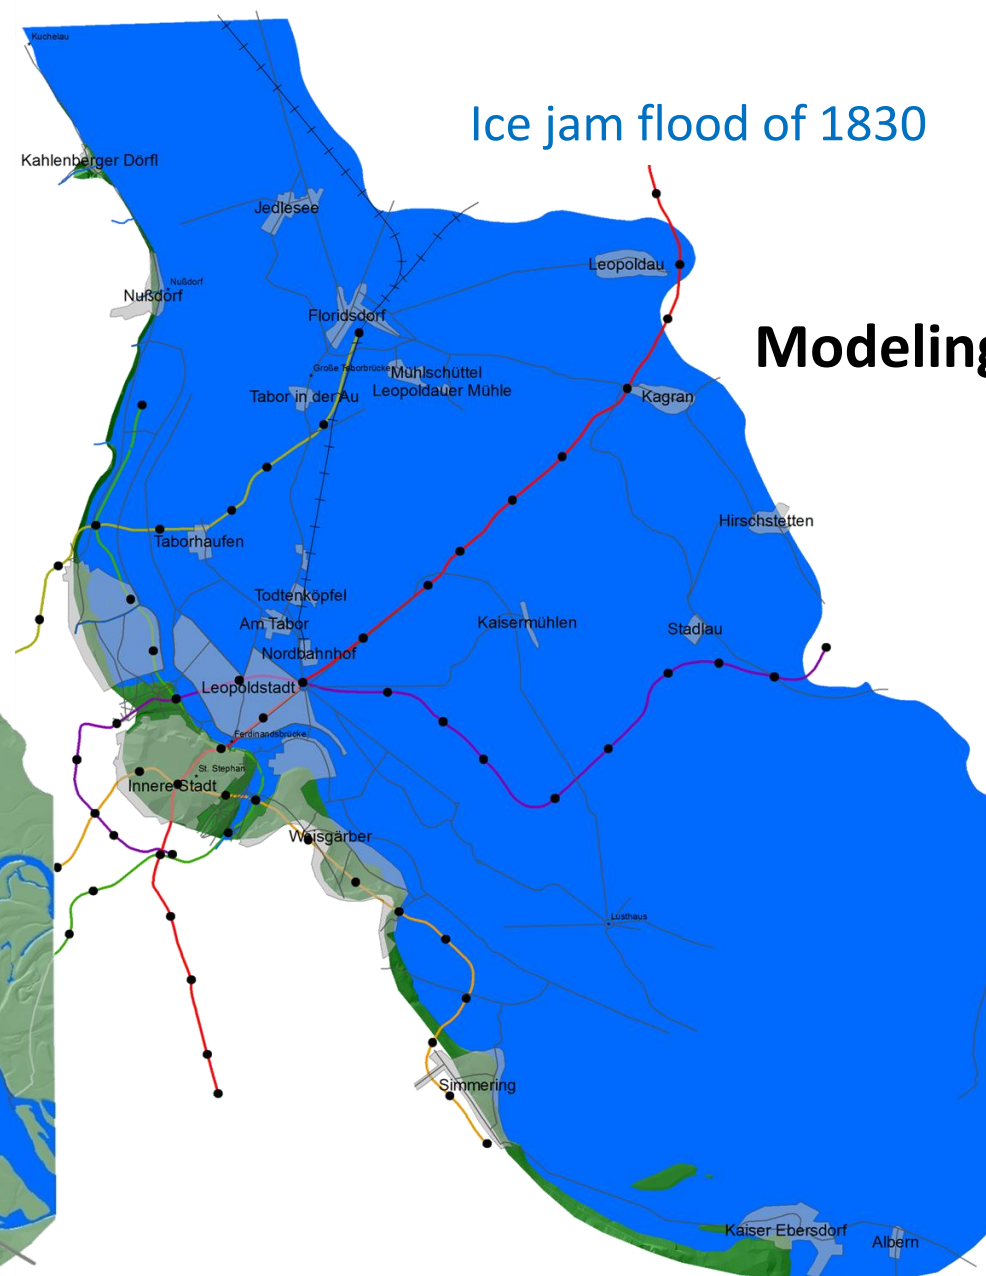 Kuchelau
Ice jam flood of 1830
Kahlenberger Dörfl
Jedlesee
Leopoldau
Nußdorf
Nußdorf
Floridsdorf
Modeling
Große Taborbrücke
Mühlschüttel
Leopoldauer Mühle
Tabor in der Au
Kagran
Hirschstetten
Taborhaufen
Todtenköpfel
Am Tabor
Kaisermühlen
Stadlau
Nordbahnhof
Leopoldstadt
Ferdinandsbrücke
St. Stephan
Innere Stadt
Weisgärber
Lusthaus
Simmering
Kaiser Ebersdorf
Albern